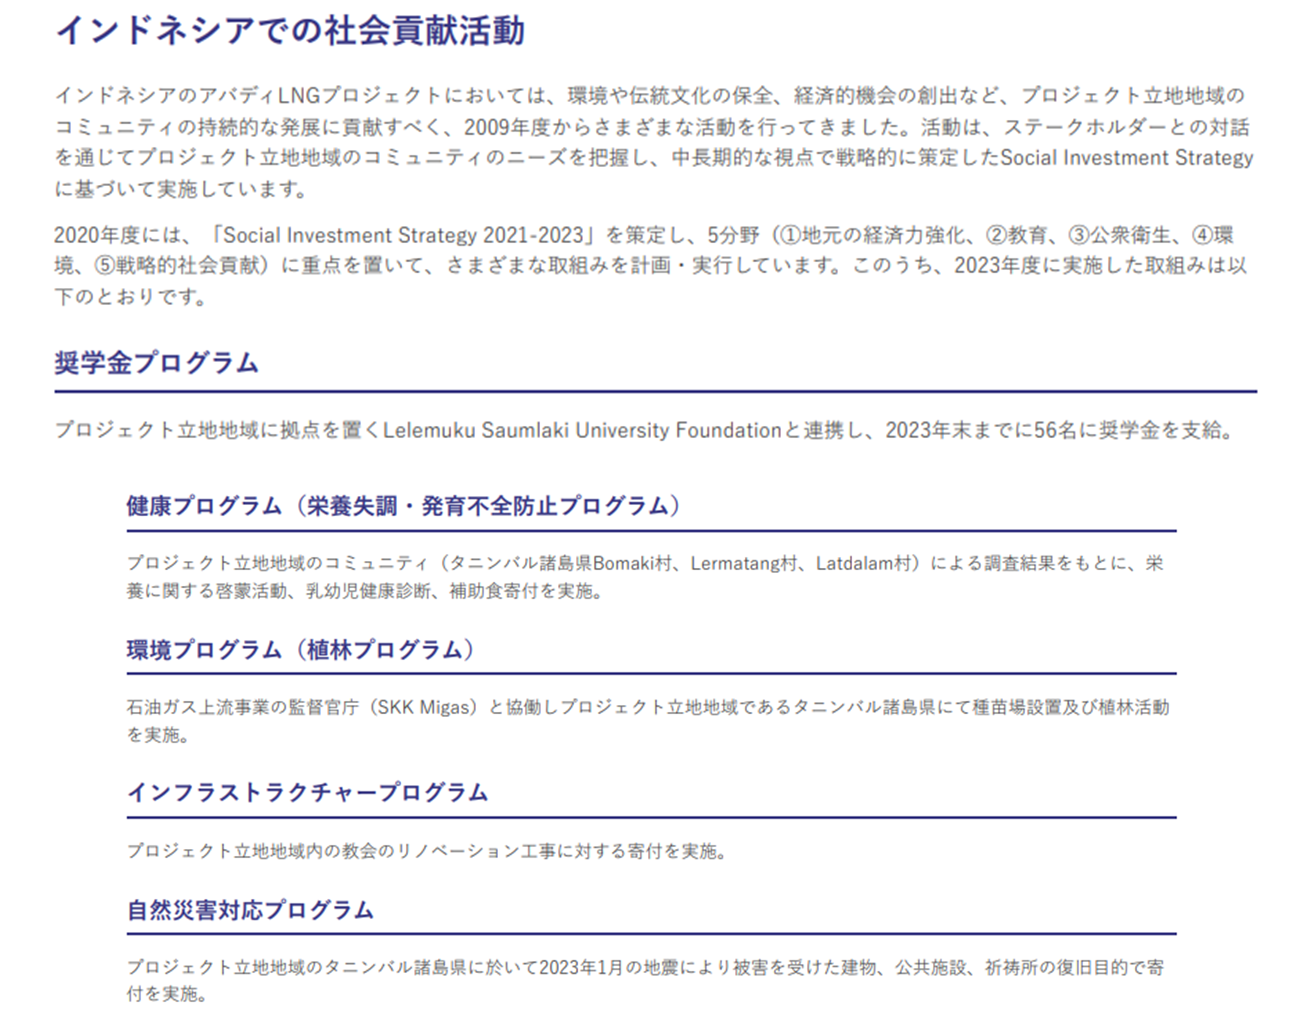 インドネシアでの社会貢献活動
インドネシアのアバディLNGプロジェクトにおいては、環境や伝統文化の保全、経済的機会の創出など、プロジェクト立地地域の
コミュニティの持続的な発展に貢献すべく、2009年度からさまざまな活動を行ってきました。活動は、ステークホルダーとの対話
を通じてプロジェクト立地地域のコミュニティのニーズを把握し、中長期的な視点で戦略的に策定したSocial Investment Strategy
に基づいて実施しています。
2020年度には、「Social Investment Strategy 2021-2023」を策定し、5分野（①地元の経済力強化、②教育、③公衆衛生、④環
境、⑤戦略的社会貢献）に重点を置いて、さまざまな取組みを計画・実行しています。このうち、2023年度に実施した取組みは以
下のとおりです。
奨学金プログラム
プロジェクト立地地域に拠点を置くLelemuku Saumlaki University Foundationと連携し、2023年末までに56名に奨学金を支給。
健康プログラム（栄養失調・発育不全防止プログラム）
プロジェクト立地地域のコミュニティ（タニンバル諸島県Bomaki村、Lermatang村、Latdalam村）による調査結果をもとに、栄
養に関する啓蒙活動、乳幼児健康診断、補助食寄付を実施。
環境プログラム（植林プログラム）
石油ガス上流事業の監督官庁（SKK Migas）と協働しプロジェクト立地地域であるタニンバル諸島県にて種苗場設置及び植林活動
を実施。
インフラストラクチャープログラム
プロジェクト立地地域内の教会のリノベーション工事に対する寄付を実施。
自然災害対応プログラム
プロジェクト立地地域のタニンバル諸島県に於いて2023年1月の地震により被害を受けた建物、公共施設、祈祷所の復旧目的で寄
付を実施。